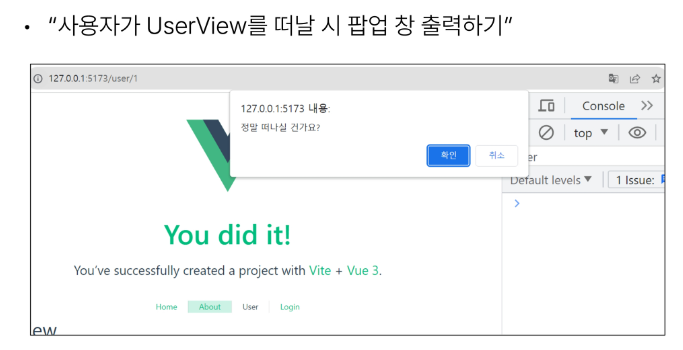 • “사용자가 UserView를 떠날 시 팝업 창 출력하기”
127.0.0.1:5173/user/1
127.0.0.1:5173 내용:
정말 떠나실 건가요?
확인 취소
Console
top
er
Default levels 1 Issue:
You did it!
You've successfully created a project with Vite + Vue 3.
Home About User Login
ew